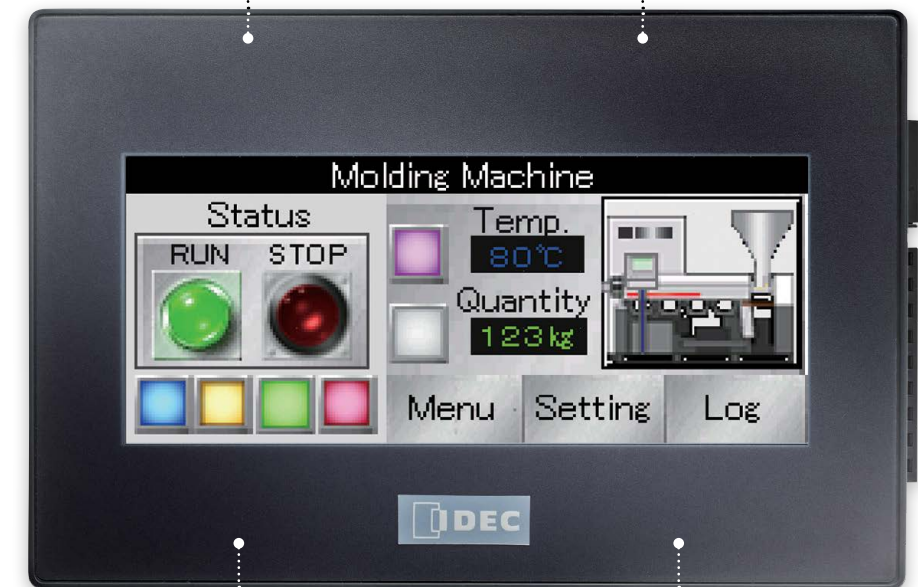 Molding Machine
Status
RUN STOP
Temp.
80℃
Quantity
123kg
Menu
Setting
Log
IDEC